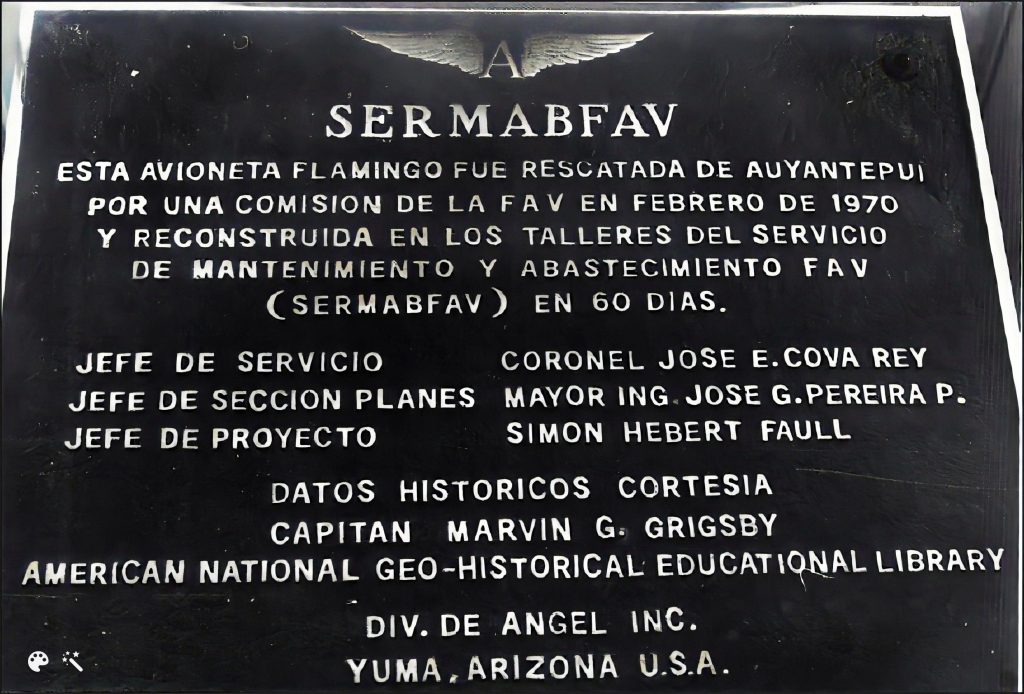 A
SERMABFAV
ESTA AVIONETA FLAMINGO FUE RESCATADA DE AUYANTEPUI
POR UNA COMISION DE LA FAV EN FEBRERO DE 1970
Y RECONSTRUIDA EN LOS TALLERES DEL SERVICIO
DE MANTENIMIENTO Y ABASTECIMIENTO FAV
(SERMABFAV) EN 60 DIAS.
JEFE DE SERVICIO CORONEL JOSE E. COVA REY
JEFE DE SECCION PLANES MAYOR ING. JOSE G. PEREIRA P.
JEFE DE PROYECTO SIMON HEBERT FAULL
DATOS HISTORICOS CORTESIA
CAPITAN MARVIN G. GRIGSBY
AMERICAN NATIONAL GEO-HISTORICAL EDUCATIONAL LIBRARY
DIV. DE ANGEL INC.
YUMA, ARIZONA U.S.A.